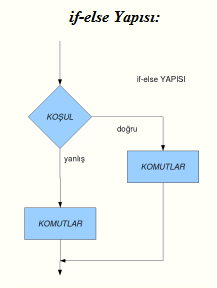 if-else Yapısı:
if-else YAPISI
KOŞUL
doğru
yanlış
KOMUTLAR
KOMUTLAR